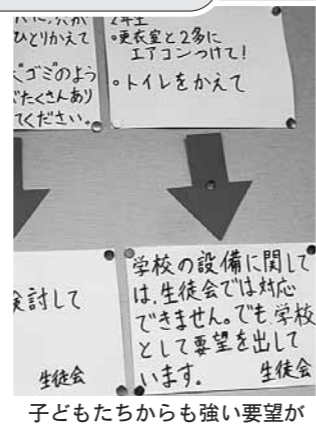 ひとりかえて
ゴミのよう
たくさんあり
てください。
2年生
・更衣室と2多に
エアコンつけて!
・トイレをかえて
検討して
生徒会
学校の設備に関して
は、生徒会では対応
できません。でも、学校
として要望を出して
います。 生徒会
子どもたちからも強い要望が